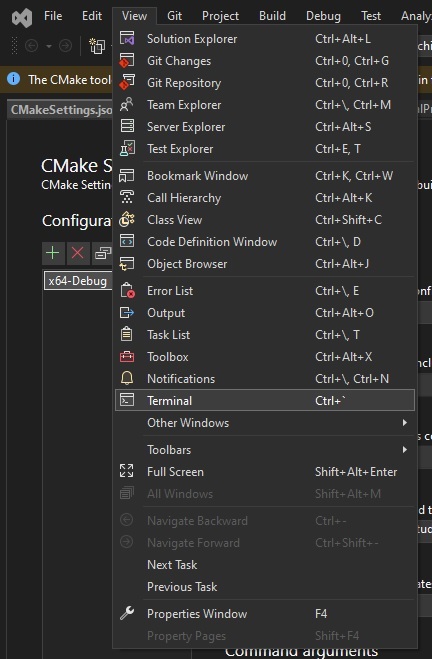 File Edit View Git Project Build Debug Test
The CMake
CMakeSettings.
CMake S
CMake Settin
Configura
x64-Debug
Solution Explorer Ctrl+Alt+L
Git Changes Ctrl+0, Ctrl+G
Git Repository Ctrl+0, Ctrl+R
Team Explorer Ctrl+\, Ctrl+M
Server Explorer Ctrl+Alt+S
Test Explorer Ctrl+E, T
Bookmark Window Ctrl+K, Ctrl+W
Call Hierarchy Ctrl+Alt+K
Class View Ctrl+Shift+C
Code Definition Window Ctrl+\, D
Object Browser Ctrl+Alt+J
Error List Ctrl+\, E
Output Ctrl+Alt+O
Task List Ctrl+\, T
Toolbox Ctrl+Alt+X
Notifications Ctrl+\, Ctrl+N
Terminal Ctrl+`
Other Windows
Toolbars
Full Screen Shift+Alt+Enter
All Windows Shift+Alt+M
Navigate Backward Ctrl+-
Navigate Forward Ctrl+Shift+-
Next Task
Previous Task
Properties Window F4
Property Pages Shift+F4
Command arguments